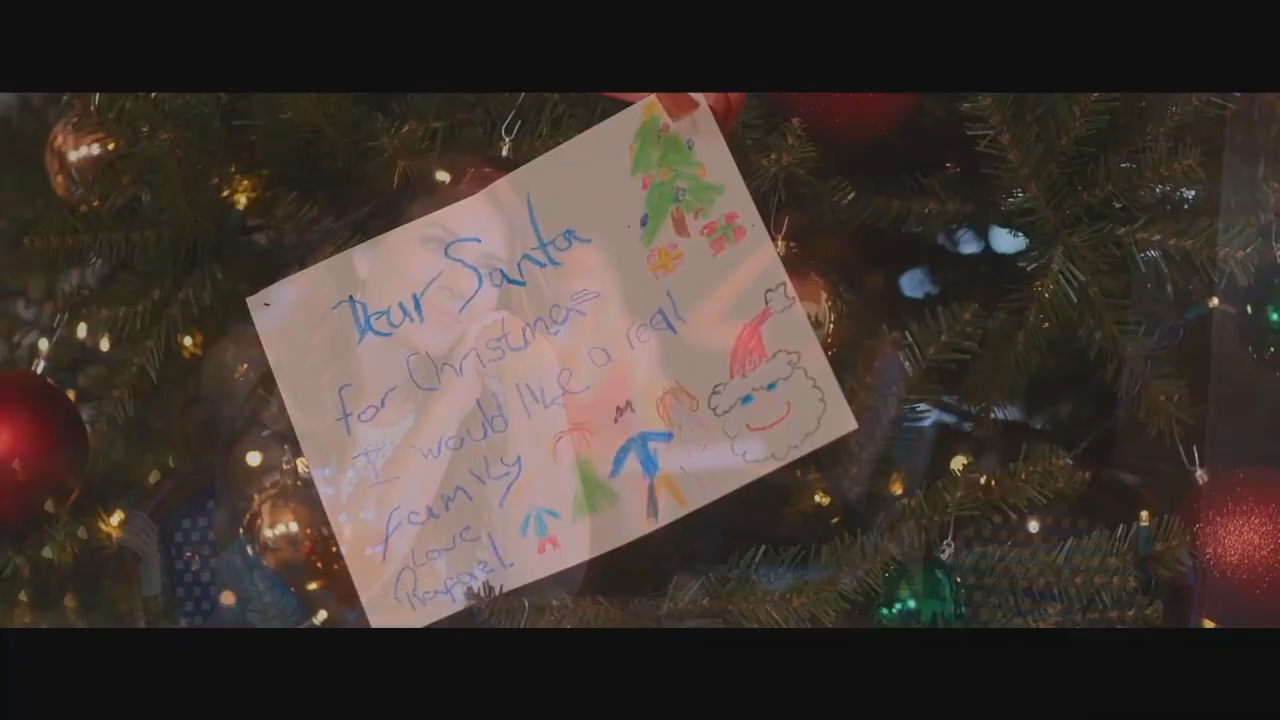 Dear Santa
for Christmas
I would like a real
family
Love
Rafael